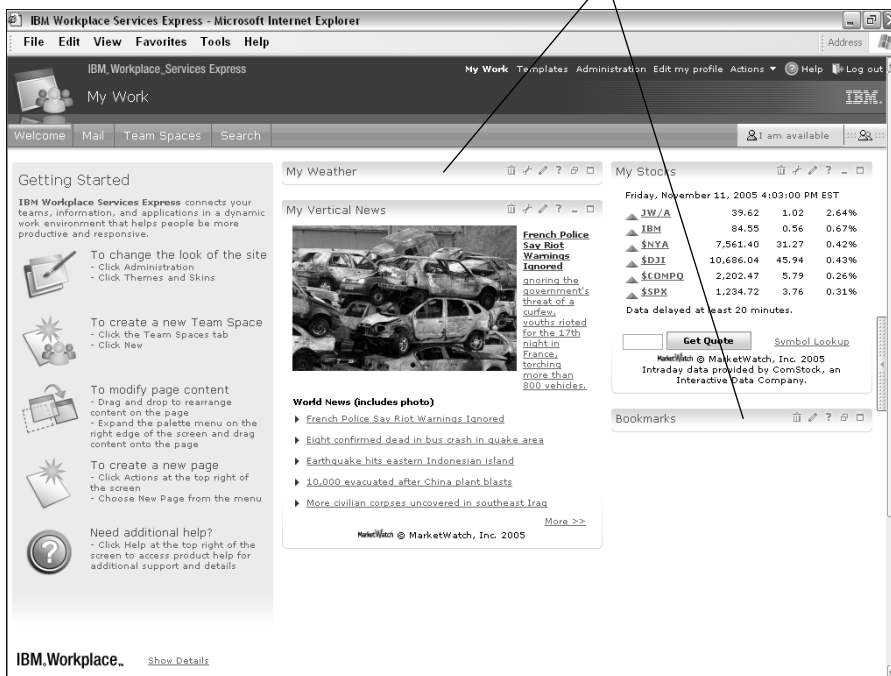 IBM Workplace Services Express - Microsoft Internet Explorer
File Edit View Favorites Tools Help
Address
IBM Workplace Services Express
My Work Templates Administration Edit my profile Actions Help Log out
My Work
IBM.
Welcome Mail Team Spaces Search
I am available
Getting Started
IBM Workplace Services Express connects your
teams, information, and applications in a dynamic
work environment that helps people be more
productive and responsive.
To change the look of the site
- Click Administration
- Click Themes and Skins
To create a new Team Space
- Click the Team Spaces tab
- Click New
To modify page content
- Drag and drop to rearrange
content on the page
- Expand the palette menu on the
right edge of the screen and drag
content onto the page
To create a new page
- Click Actions at the top right of
the screen
- Choose New Page from the menu
Need additional help?
- Click Help at the top right of the
screen to access product help for
additional support and details
IBM Workplace™
Show Details
My Weather
My Vertical News
French Police
Say Riot
Warnings
Ignored
gnoring the
government's
threat of a
curfew,
youths rioted
for the 17th
night in
France,
torching
more than
800 vehicles.
World News (includes photo)
French Police Say Riot Warnings Ignored
Eight confirmed dead in bus crash in quake area
Earthquake hits eastern Indonesian island
10,000 evacuated after China plant blasts
More civilian corpses uncovered in southeast Iraq
More >>
MarketWatch © MarketWatch, Inc. 2005
My Stocks
Friday, November 11, 2005 4:03:00 PM EST
JW/A 39.62 1.02 2.64%
IBM 84.55 0.56 0.67%
$NYA 7,561.40 31.27 0.42%
$DJI 10,686.04 45.94 0.43%
$COMPQ 2,202.47 5.79 0.26%
$SPX 1,234.72 3.76 0.31%
Data delayed at least 20 minutes.
Get Quote Symbol Lookup
MarketWatch © MarketWatch, Inc. 2005
Intraday data provided by ComStock, an
Interactive Data Company.
Bookmarks